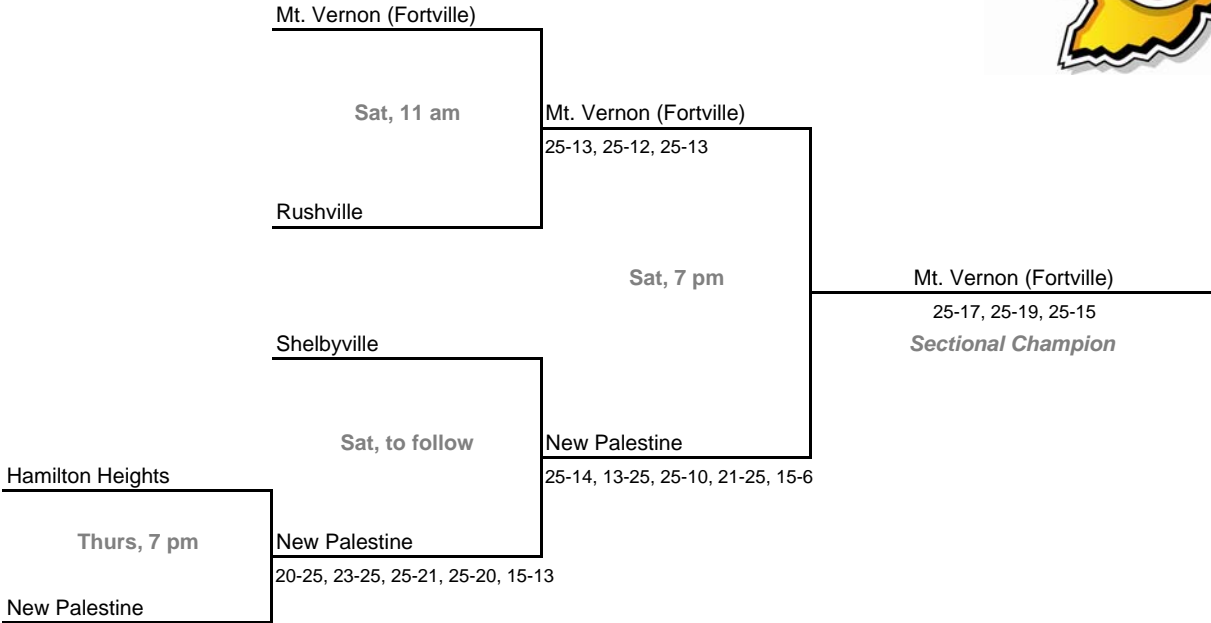 Mt. Vernon (Fortville)
Sat, 11 am
Mt. Vernon (Fortville)
25-13, 25-12, 25-13
Rushville
Sat, 7 pm
Mt. Vernon (Fortville)
25-17, 25-19, 25-15
Sectional Champion
Shelbyville
Sat, to follow
New Palestine
25-14, 13-25, 25-10, 21-25, 15-6
Hamilton Heights
Thurs, 7 pm
New Palestine
20-25, 23-25, 25-21, 25-20, 15-13
New Palestine